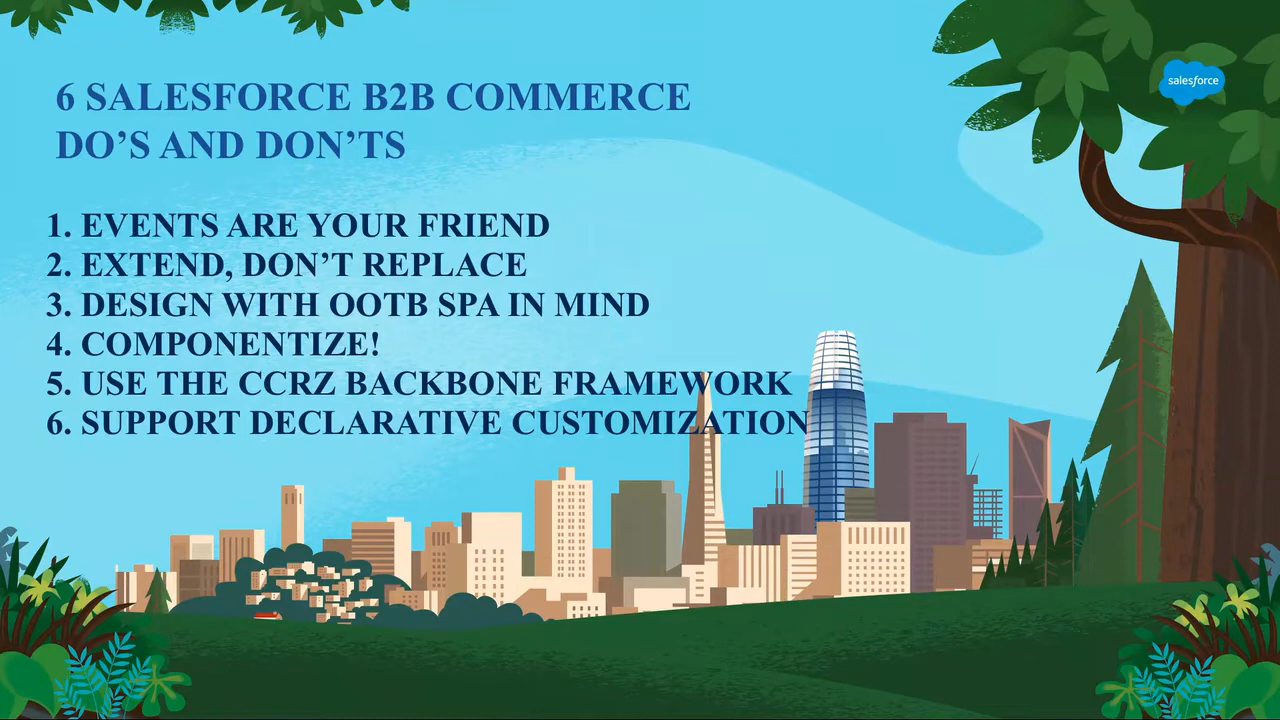 6 SALESFORCE B2B COMMERCE
DO’S AND DON’TS
salesforce
1. EVENTS ARE YOUR FRIEND
2. EXTEND, DON’T REPLACE
3. DESIGN WITH OOTB SPA IN MIND
4. COMPONENTIZE!
5. USE THE CCRZ BACKBONE FRAMEWORK
6. SUPPORT DECLARATIVE CUSTOMIZATION